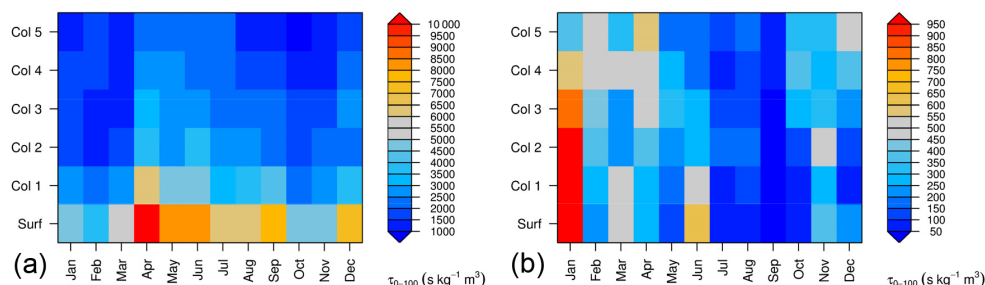 Col 5
Col 4
Col 3
Col 2
Col 1
Surf
Jan
Feb
Mar
Apr
May
Jun
Jul
Aug
Sep
Oct
Nov
Dec
(a)
10 000
9500
9000
8500
8000
7500
7000
6500
6000
5500
5000
4500
4000
3500
3000
2500
2000
1500
1000
τ0–100 (s kg−1 m3)
Col 5
Col 4
Col 3
Col 2
Col 1
Surf
Jan
Feb
Mar
Apr
May
Jun
Jul
Aug
Sep
Oct
Nov
Dec
(b)
950
900
850
800
750
700
650
600
550
500
450
400
350
300
250
200
150
100
50
τ0–100 (s kg−1 m3)